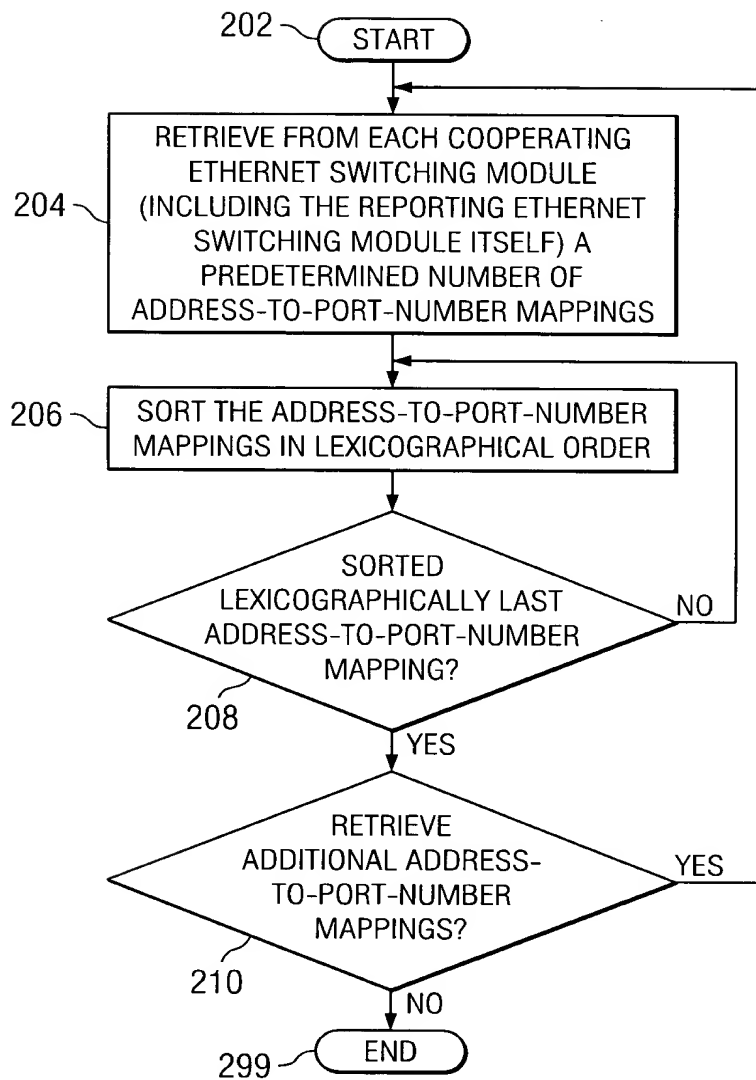 202
START
204
RETRIEVE FROM EACH COOPERATING
ETHERNET SWITCHING MODULE
(INCLUDING THE REPORTING ETHERNET
SWITCHING MODULE ITSELF) A
PREDETERMINED NUMBER OF
ADDRESS-TO-PORT-NUMBER MAPPINGS
206
SORT THE ADDRESS-TO-PORT-NUMBER
MAPPINGS IN LEXICOGRAPHICAL ORDER
SORTED
LEXICOGRAPHICALLY LAST
ADDRESS-TO-PORT-NUMBER
MAPPING?
NO
208
YES
RETRIEVE
ADDITIONAL ADDRESS-
TO-PORT-NUMBER
MAPPINGS?
YES
210
NO
299
END